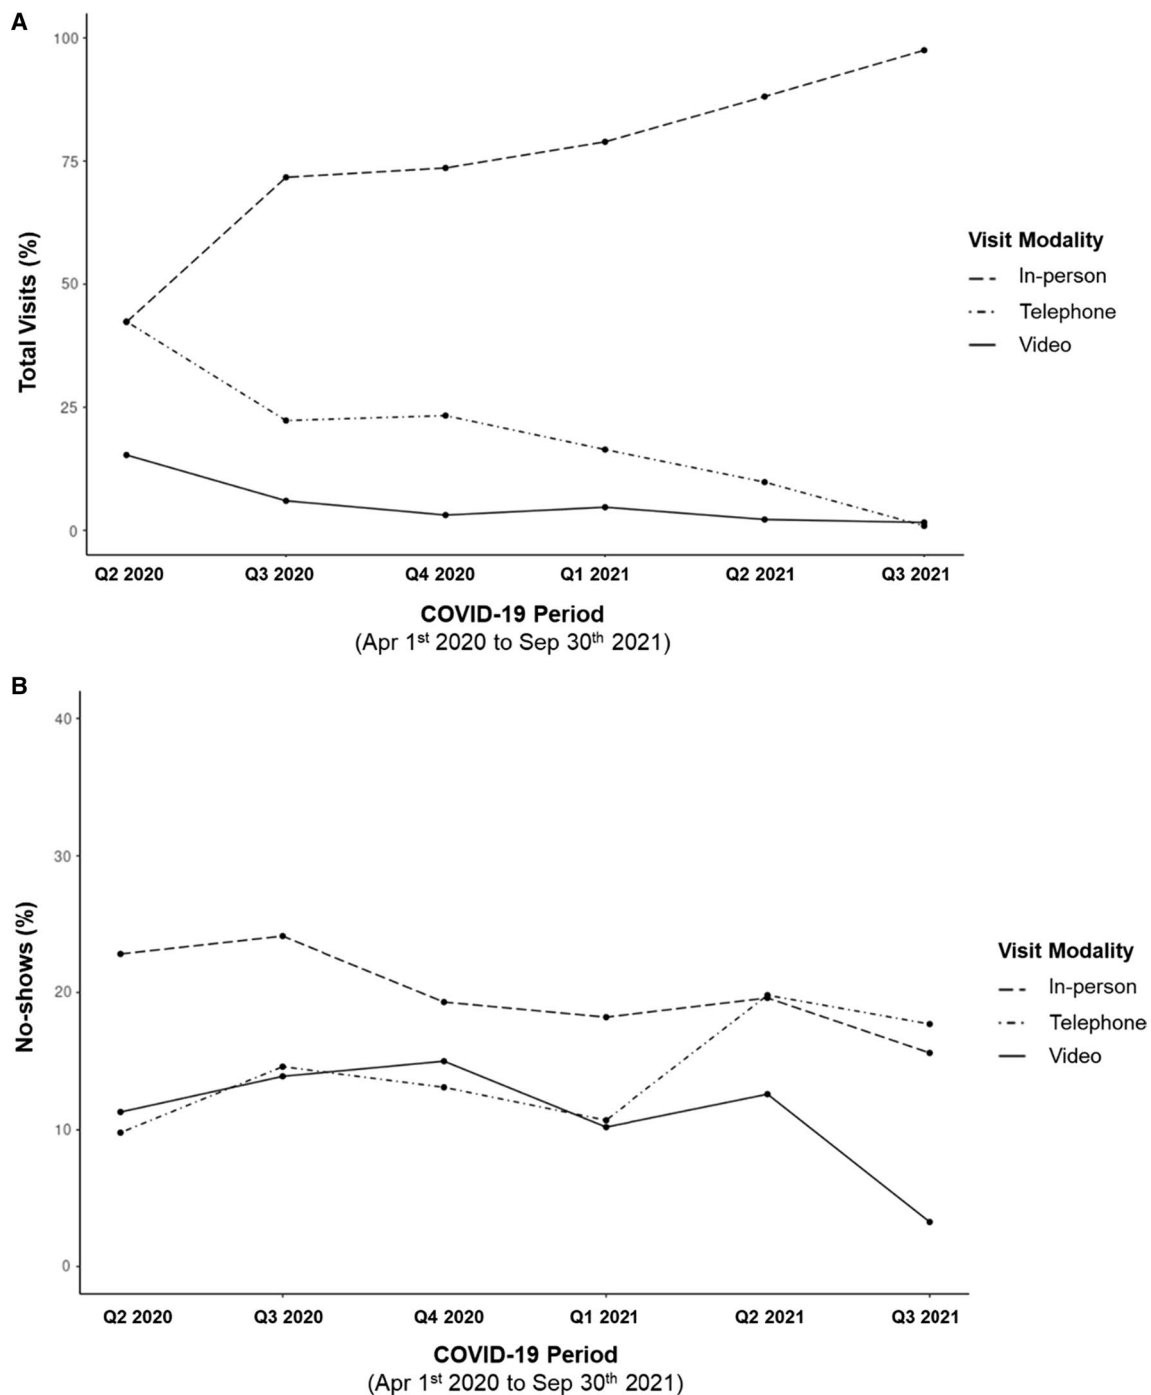 A
100
75
50
25
0
Total Visits (%)
Q2 2020 Q3 2020 Q4 2020 Q1 2021 Q2 2021 Q3 2021
COVID-19 Period
(Apr 1st 2020 to Sep 30th 2021)
Visit Modality
In-person
Telephone
Video
B
40
30
20
10
0
No-shows (%)
Q2 2020 Q3 2020 Q4 2020 Q1 2021 Q2 2021 Q3 2021
COVID-19 Period
(Apr 1st 2020 to Sep 30th 2021)
Visit Modality
In-person
Telephone
Video